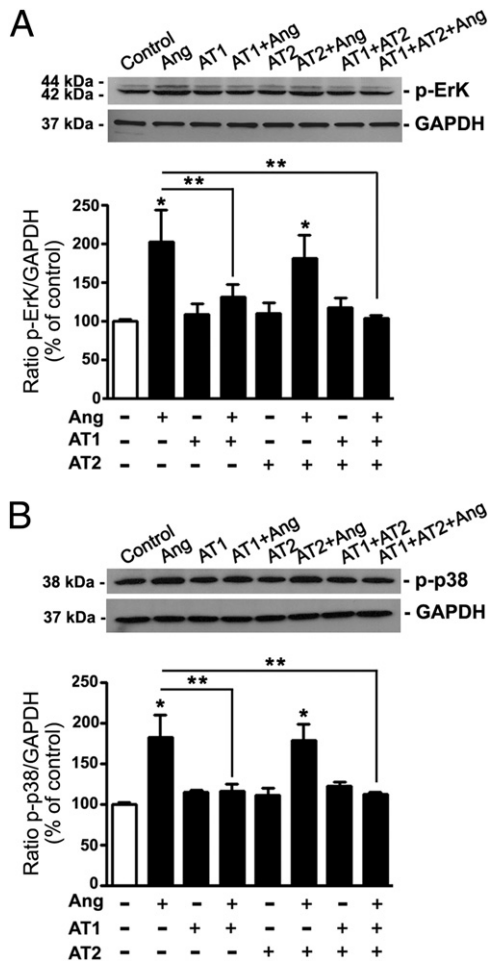 A
Control Ang AT1 AT1+Ang AT2 AT2+Ang AT1+AT2 AT1+AT2+Ang
44 kDa -
42 kDa - - p-ErK
37 kDa - - GAPDH
**
**
* *
250
200
150
100
50
0
Ratio p-ErK/GAPDH
(% of control)
Ang - + - + - + - +
AT1 - - + + - - + +
AT2 - - - - + + + +
B
Control Ang AT1 AT1+Ang AT2 AT2+Ang AT1+AT2 AT1+AT2+Ang
38 kDa - - p-p38
37 kDa - - GAPDH
**
**
* *
250
200
150
100
50
0
Ratio p-p38/GAPDH
(% of control)
Ang - + - + - + - +
AT1 - - + + - - + +
AT2 - - - - + + + +